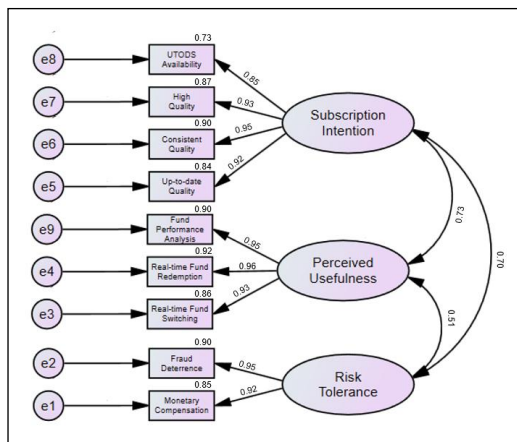 0.73
e8
UTODS
Availability
0.85
0.87
e7
High
Quality
0.93
Subscription
Intention
0.90
e6
Consistent
Quality
0.95
0.84
e5
Up-to-date
Quality
0.92
0.90
e9
Fund
Performance
Analysis
0.95
0.73
0.92
e4
Real-time Fund
Redemption
0.96
Perceived
Usefulness
0.70
0.86
e3
Real-time Fund
Switching
0.93
0.51
0.90
e2
Fraud
Deterrence
0.95
Risk
Tolerance
0.85
e1
Monetary
Compensation
0.92